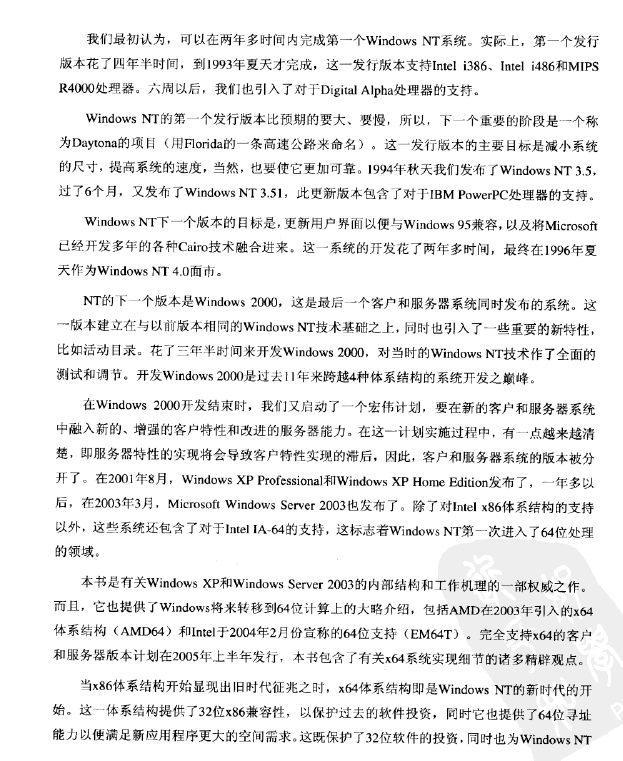 我们最初认为，可以在两年多时间内完成第一个Windows NT系统。实际上，第一个发行
版本花了四年半时间，到1993年夏天才完成，这一发行版本支持Intel i386、Intel i486和MIPS
R4000处理器。六周以后，我们也引入了对于Digital Alpha处理器的支持。
Windows NT的第一个发行版本比预期的要大、要慢，所以，下一个重要的阶段是一个称
为Daytona的项目（用Florida的一条高速公路来命名）。这一发行版本的主要目标是减小系统
的尺寸，提高系统的速度，当然，也要使它更加可靠。1994年秋天我们发布了Windows NT 3.5，
过了6个月，又发布了Windows NT 3.51，此更新版本包含了对于IBM PowerPC处理器的支持。
Windows NT下一个版本的目标是，更新用户界面以便与Windows 95兼容，以及将Microsoft
已经开发多年的各种Cairo技术融合进来。这一系统的开发花了两年多时间，最终在1996年夏
天作为Windows NT 4.0面市。
NT的下一个版本是Windows 2000，这是最后一个客户和服务器系统同时发布的系统。这
一版本建立在与以前版本相同的Windows NT技术基础之上，同时也引入了一些重要的新特性，
比如活动目录。花了三年半时间来开发Windows 2000，对当时的Windows NT技术作了全面的
测试和调节。开发Windows 2000是过去11年来跨越4种体系结构的系统开发之巅峰。
在Windows 2000开发结束时，我们又启动了一个宏伟计划，要在新的客户和服务器系统
中融入新的、增强的客户特性和改进的服务器能力。在这一计划实施过程中，有一点越来越清
楚，即服务器特性的实现将会导致客户特性实现的滞后，因此，客户和服务器系统的版本被分
开了。在2001年8月，Windows XP Professional和Windows XP Home Edition发布了，一年多以
后，在2003年3月，Microsoft Windows Server 2003也发布了。除了对Intel x86体系结构的支持
以外，这些系统还包含了对于Intel IA-64的支持，这标志着Windows NT第一次进入了64位处理
的领域。
本书是有关Windows XP和Windows Server 2003的内部结构和工作机理的一部权威之作。
而且，它也提供了Windows将来转移到64位计算上的大略介绍，包括AMD在2003年引入的x64
体系结构（AMD64）和Intel于2004年2月份宣称的64位支持（EM64T）。完全支持x64的客户
和服务器版本计划在2005年上半年发行，本书包含了有关x64系统实现细节的诸多精辟观点。
当x86体系结构开始显现出旧时代征兆之时，x64体系结构即是Windows NT的新时代的开
始。这一体系结构提供了32位x86兼容性，以保护过去的软件投资，同时它也提供了64位寻址
能力以便满足新应用程序更大的空间需求。这既保护了32位软件的投资，同时也为Windows NT